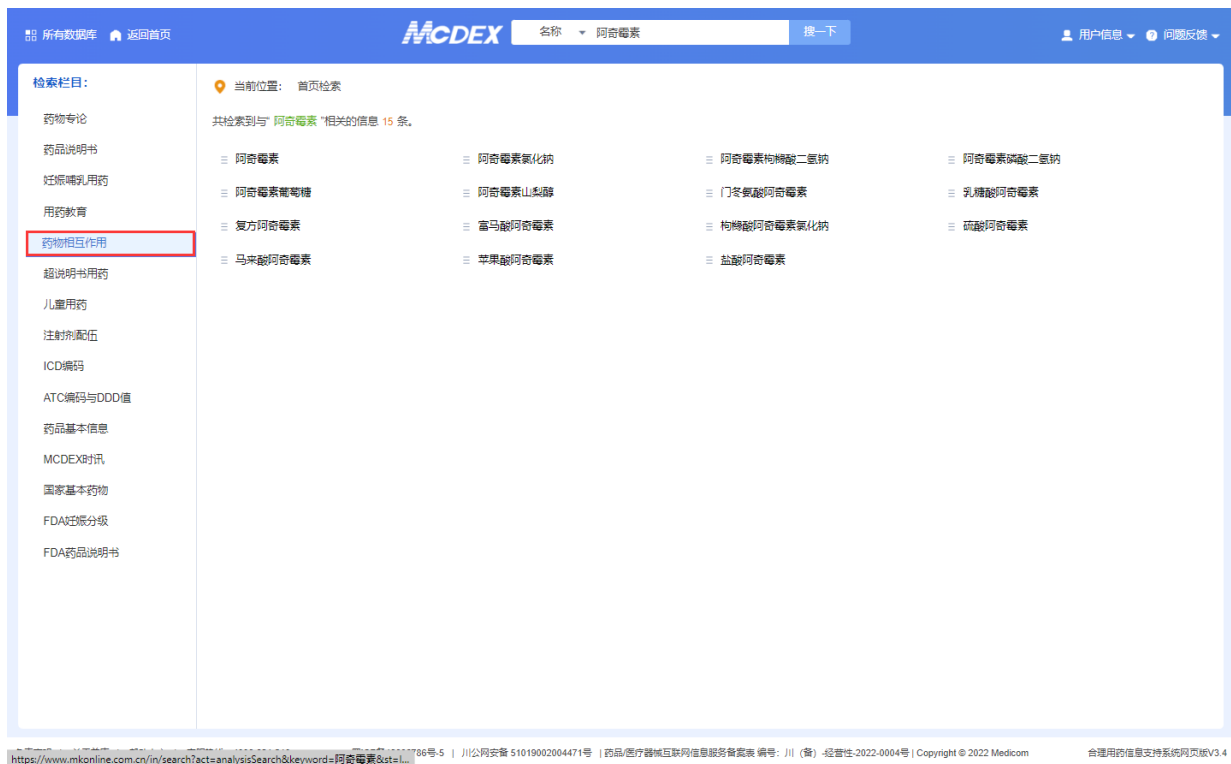 所有数据库 返回首页 MCDEX 名称 阿奇霉素 搜一下 用户信息 问题反馈
检索栏目：
药物专论
药品说明书
妊娠哺乳用药
用药教育
药物相互作用
超说明书用药
儿童用药
注射剂配伍
ICD编码
ATC编码与DDD值
药品基本信息
MCDEX时讯
国家基本药物
FDA妊娠分级
FDA药品说明书
当前位置： 首页检索
共检索到与" 阿奇霉素 "相关的信息 15 条。
阿奇霉素 阿奇霉素氯化钠 阿奇霉素枸橼酸二氢钠 阿奇霉素磷酸二氢钠
阿奇霉素葡萄糖 阿奇霉素山梨醇 门冬氨酸阿奇霉素 乳糖酸阿奇霉素
复方阿奇霉素 富马酸阿奇霉素 枸橼酸阿奇霉素氯化钠 硫酸阿奇霉素
马来酸阿奇霉素 苹果酸阿奇霉素 盐酸阿奇霉素
786号-5 | 川公网安备 51019002004471号 | 药品/医疗器械互联网信息服务备案表 编号：川（备）-经营性-2022-0004号 | Copyright © 2022 Medicom 合理用药信息支持系统网页版V3.4
https://www.mkonline.com.cn/in/search?act=analysisSearch&keyword=阿奇霉素&st=l...